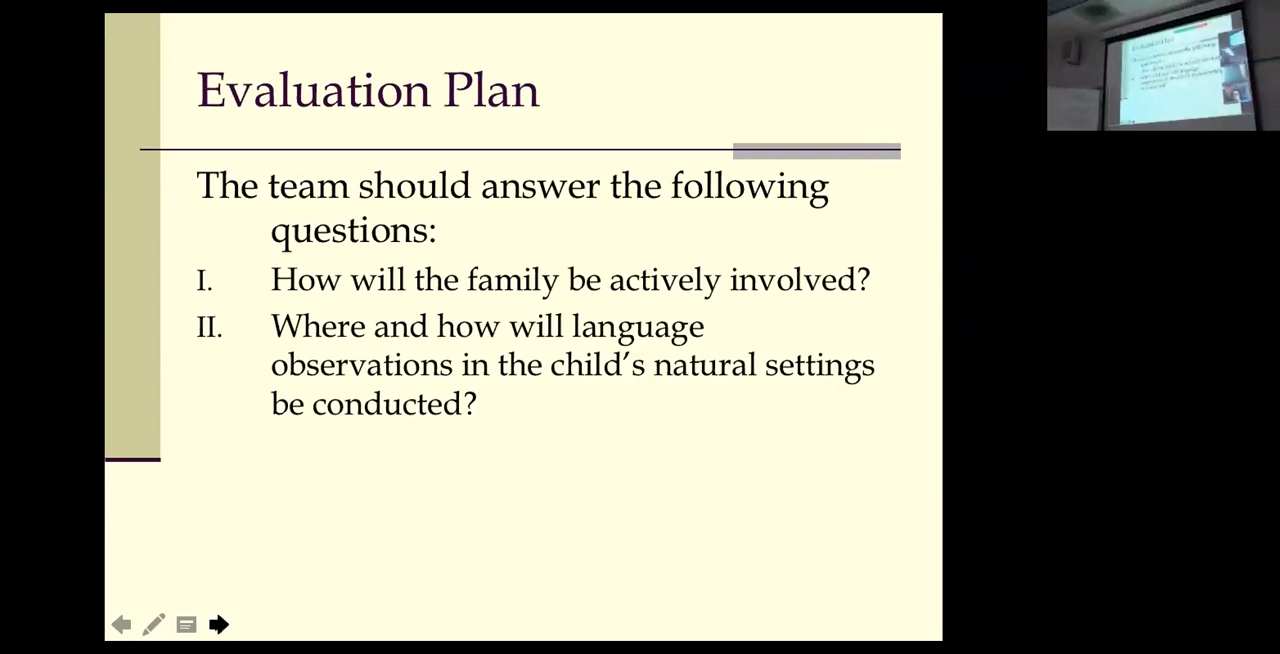 Evaluation Plan
The team should answer the following
questions:
I. How will the family be actively involved?
II. Where and how will language
observations in the child's natural settings
be conducted?